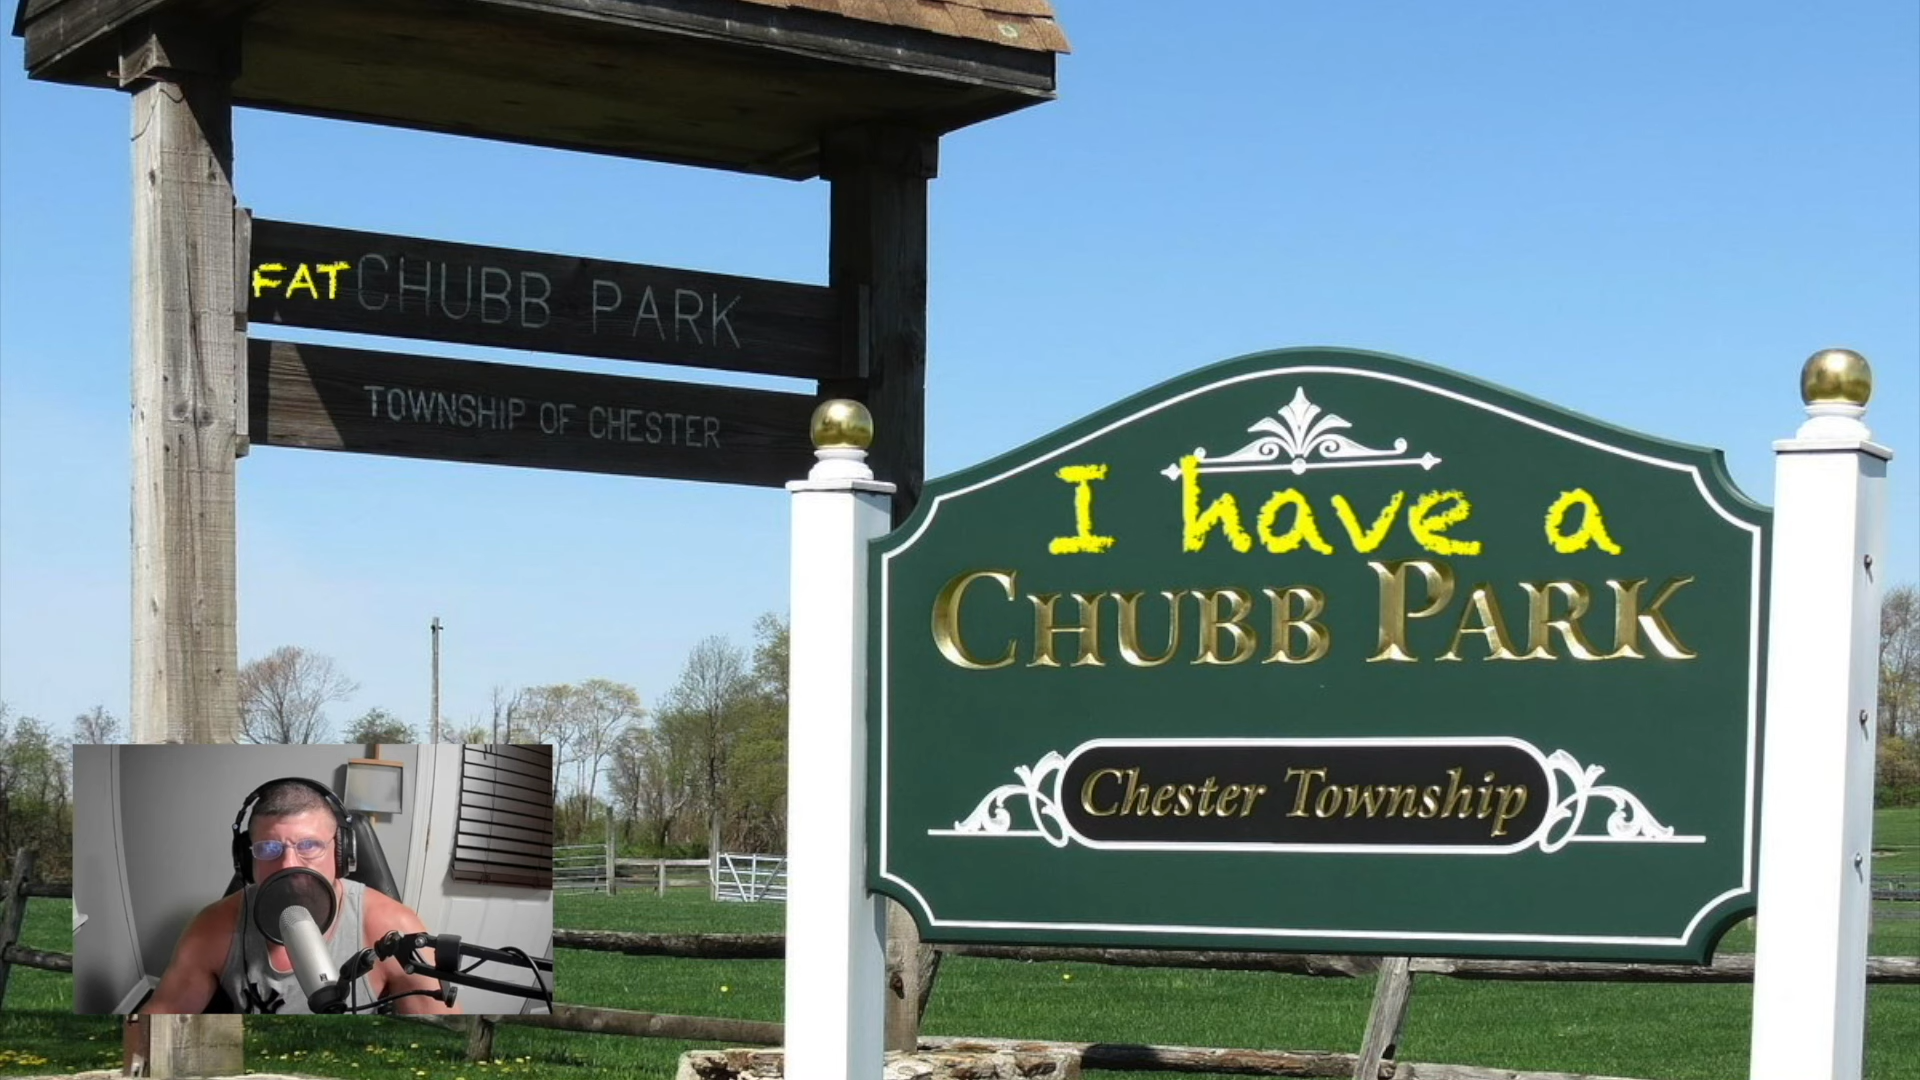 FAT CHUBB PARK
TOWNSHIP OF CHESTER
I have a
CHUBB PARK
Chester Township